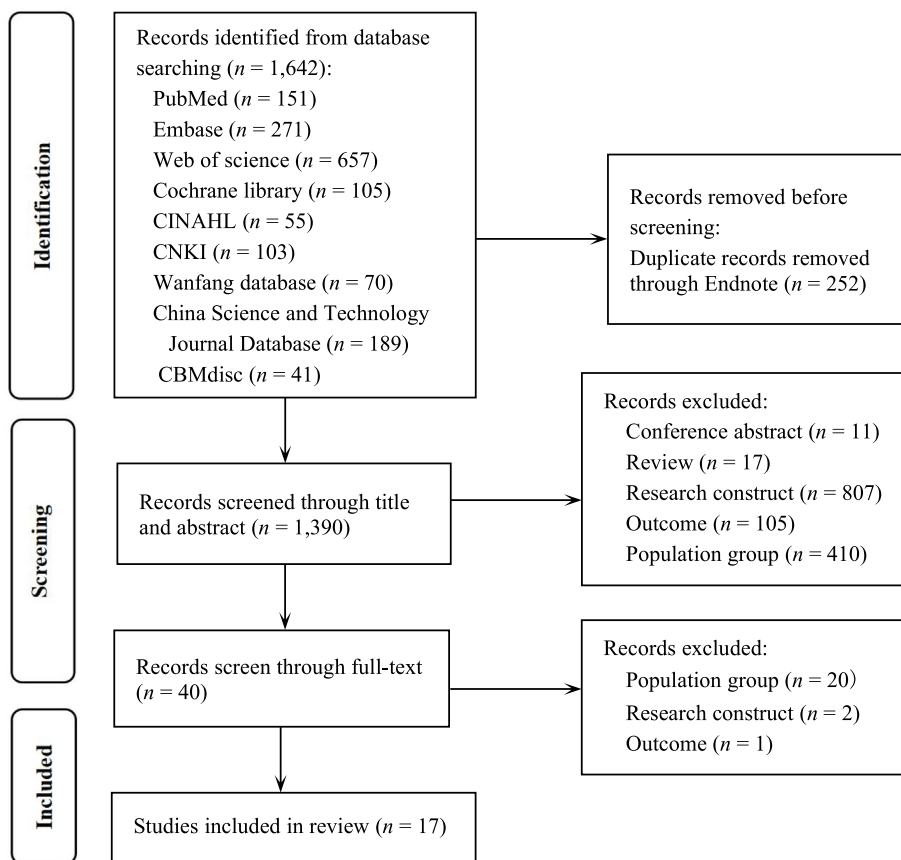 Identification
Records identified from database
searching (n = 1,642):
PubMed (n = 151)
Embase (n = 271)
Web of science (n = 657)
Cochrane library (n = 105)
CINAHL (n = 55)
CNKI (n = 103)
Wanfang database (n = 70)
China Science and Technology
Journal Database (n = 189)
CBMdisc (n = 41)
Records removed before
screening:
Duplicate records removed
through Endnote (n = 252)
Screening
Records screened through title
and abstract (n = 1,390)
Records excluded:
Conference abstract (n = 11)
Review (n = 17)
Research construct (n = 807)
Outcome (n = 105)
Population group (n = 410)
Records screen through full-text
(n = 40)
Records excluded:
Population group (n = 20）
Research construct (n = 2)
Outcome (n = 1)
Included
Studies included in review (n = 17)